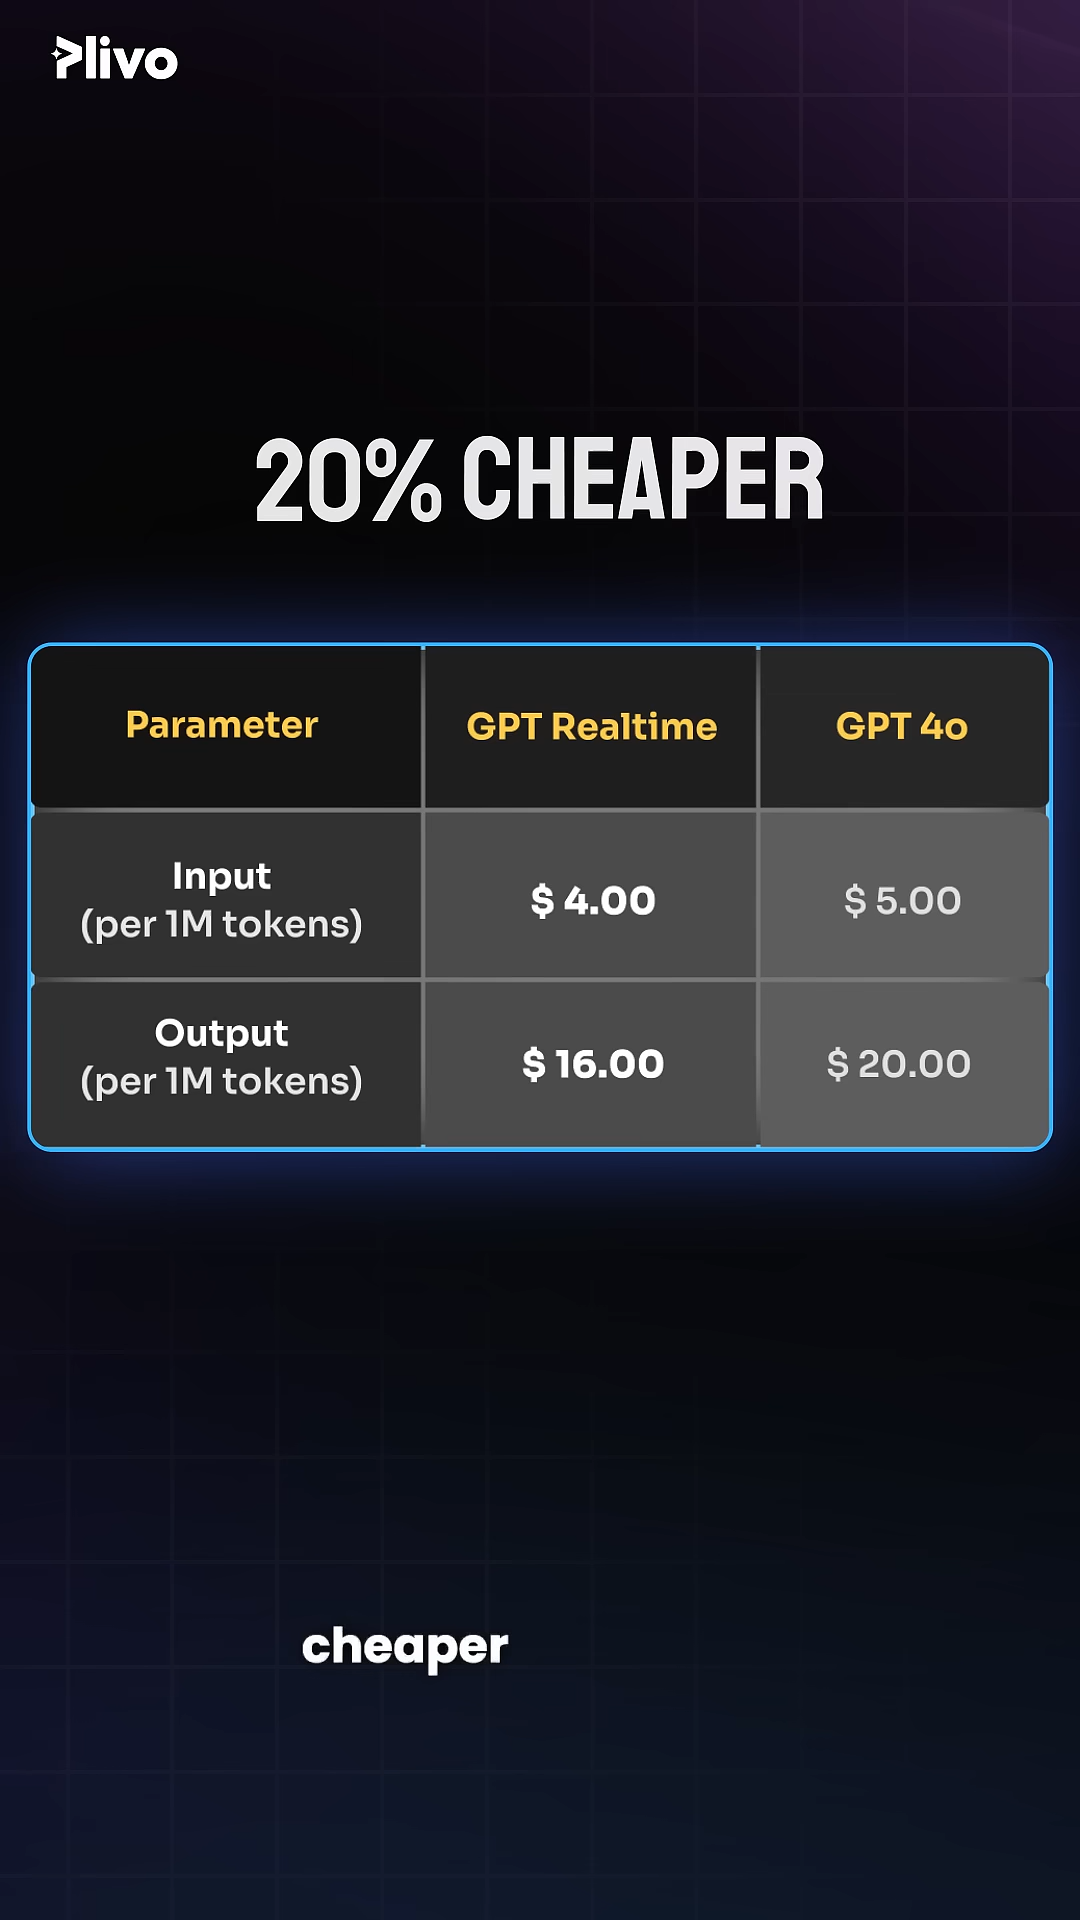 Plivo
20% CHEAPER
Parameter
GPT Realtime
GPT 4o
Input
(per 1M tokens)
$ 4.00
$ 5.00
Output
(per 1M tokens)
$ 16.00
$ 20.00
cheaper